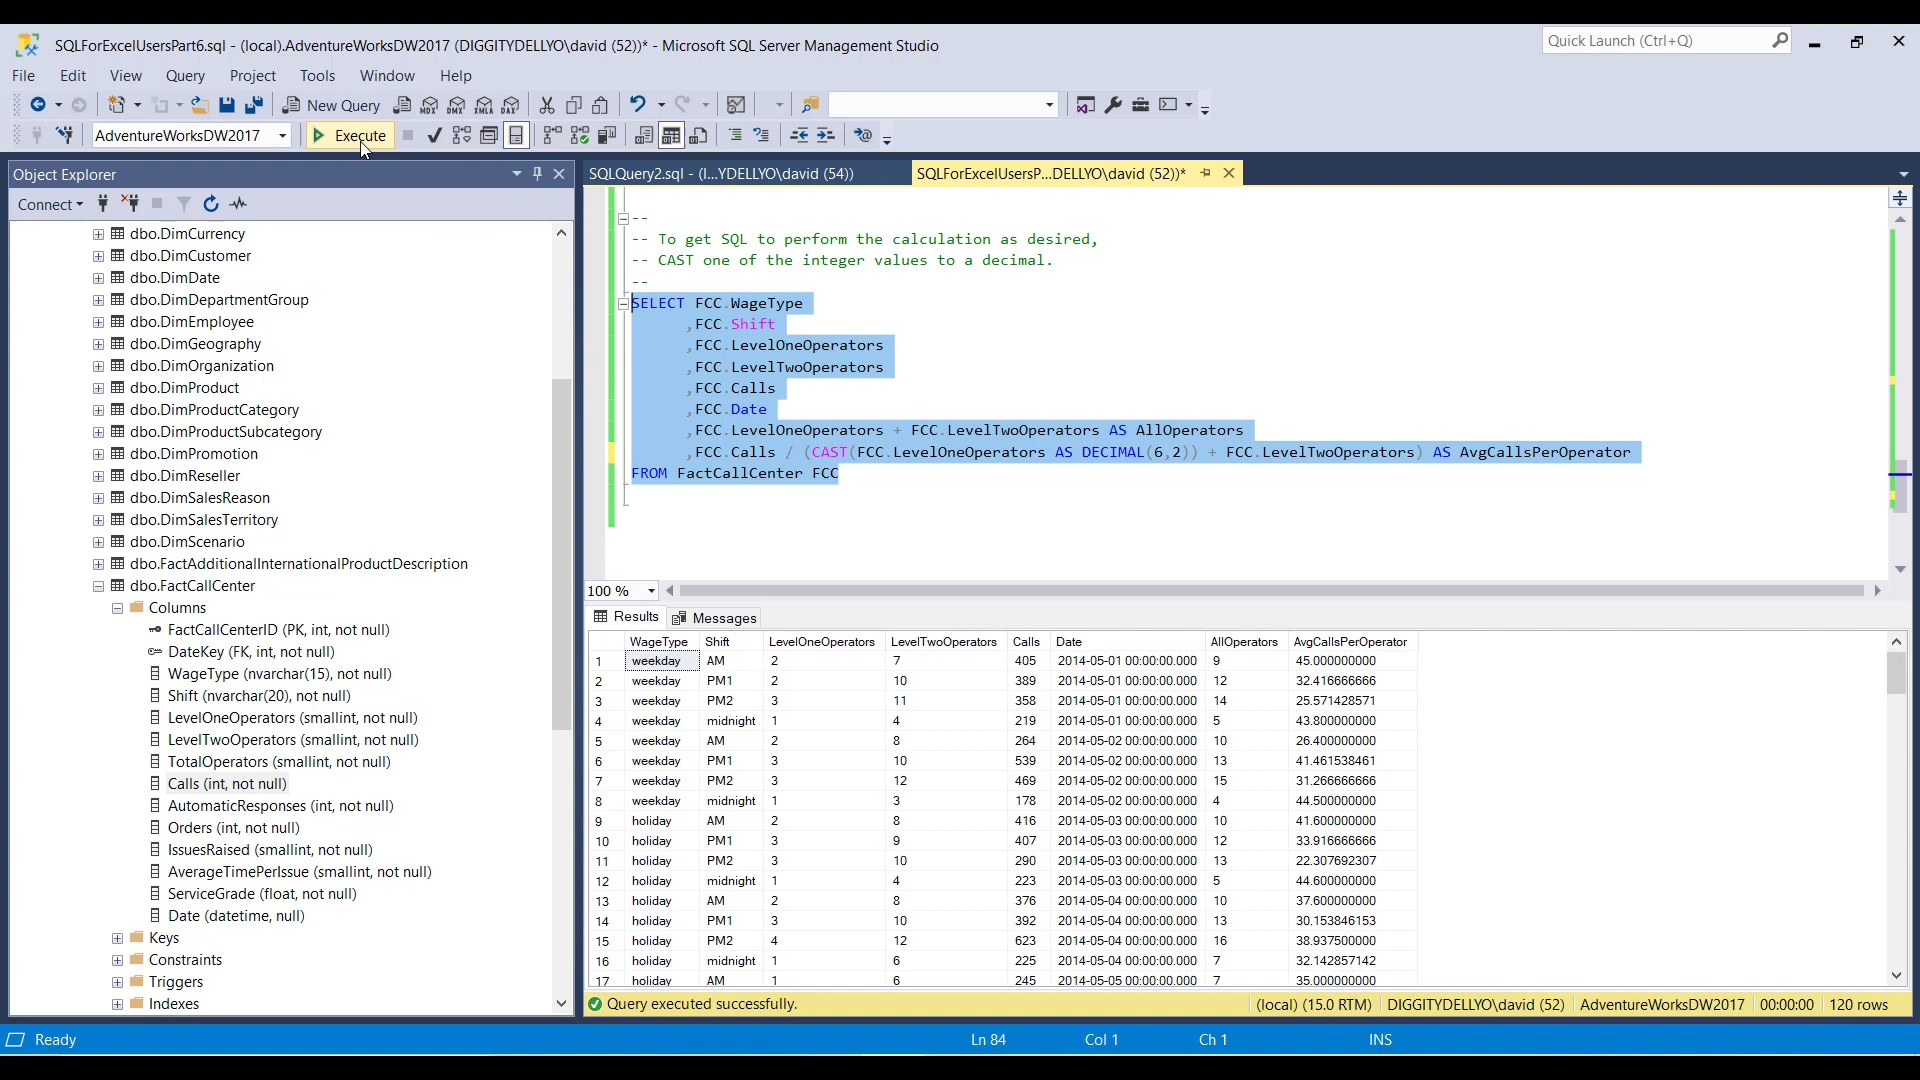 SQLForExcelUsersPart6.sql - (local).AdventureWorksDW2017 (DIGGITYDELLYO\david (52))* - Microsoft SQL Server Management Studio
Quick Launch (Ctrl+Q)
File Edit View Query Project Tools Window Help
New Query MDX DMX XMLA DAX
AdventureWorksDW2017 Execute
Object Explorer
Connect
dbo.DimCurrency
dbo.DimCustomer
dbo.DimDate
dbo.DimDepartmentGroup
dbo.DimEmployee
dbo.DimGeography
dbo.DimOrganization
dbo.DimProduct
dbo.DimProductCategory
dbo.DimProductSubcategory
dbo.DimPromotion
dbo.DimReseller
dbo.DimSalesReason
dbo.DimSalesTerritory
dbo.DimScenario
dbo.FactAdditionalInternationalProductDescription
dbo.FactCallCenter
Columns
FactCallCenterID (PK, int, not null)
DateKey (FK, int, not null)
WageType (nvarchar(15), not null)
Shift (nvarchar(20), not null)
LevelOneOperators (smallint, not null)
LevelTwoOperators (smallint, not null)
TotalOperators (smallint, not null)
Calls (int, not null)
AutomaticResponses (int, not null)
Orders (int, not null)
IssuesRaised (smallint, not null)
AverageTimePerIssue (smallint, not null)
ServiceGrade (float, not null)
Date (datetime, null)
Keys
Constraints
Triggers
Indexes
SQLQuery2.sql - (l...YDELLYO\david (54)) SQLForExcelUsersP...DELLYO\david (52))*
--
-- To get SQL to perform the calculation as desired,
-- CAST one of the integer values to a decimal.
--
SELECT FCC.WageType
,FCC.Shift
,FCC.LevelOneOperators
,FCC.LevelTwoOperators
,FCC.Calls
,FCC.Date
,FCC.LevelOneOperators + FCC.LevelTwoOperators AS AllOperators
,FCC.Calls / (CAST(FCC.LevelOneOperators AS DECIMAL(6,2)) + FCC.LevelTwoOperators) AS AvgCallsPerOperator
FROM FactCallCenter FCC
100 %
Results Messages
WageType Shift LevelOneOperators LevelTwoOperators Calls Date AllOperators AvgCallsPerOperator
1 weekday AM 2 7 405 2014-05-01 00:00:00.000 9 45.000000000
2 weekday PM1 2 10 389 2014-05-01 00:00:00.000 12 32.416666666
3 weekday PM2 3 11 358 2014-05-01 00:00:00.000 14 25.571428571
4 weekday midnight 1 4 219 2014-05-01 00:00:00.000 5 43.800000000
5 weekday AM 2 8 264 2014-05-02 00:00:00.000 10 26.400000000
6 weekday PM1 3 10 539 2014-05-02 00:00:00.000 13 41.461538461
7 weekday PM2 3 12 469 2014-05-02 00:00:00.000 15 31.266666666
8 weekday midnight 1 3 178 2014-05-02 00:00:00.000 4 44.500000000
9 holiday AM 2 8 416 2014-05-03 00:00:00.000 10 41.600000000
10 holiday PM1 3 9 407 2014-05-03 00:00:00.000 12 33.916666666
11 holiday PM2 3 10 290 2014-05-03 00:00:00.000 13 22.307692307
12 holiday midnight 1 4 223 2014-05-03 00:00:00.000 5 44.600000000
13 holiday AM 2 8 376 2014-05-04 00:00:00.000 10 37.600000000
14 holiday PM1 3 10 392 2014-05-04 00:00:00.000 13 30.153846153
15 holiday PM2 4 12 623 2014-05-04 00:00:00.000 16 38.937500000
16 holiday midnight 1 6 225 2014-05-04 00:00:00.000 7 32.142857142
17 holiday AM 1 6 245 2014-05-05 00:00:00.000 7 35.000000000
Query executed successfully. (local) (15.0 RTM) DIGGITYDELLYO\david (52) AdventureWorksDW2017 00:00:00 120 rows
Ready Ln 84 Col 1 Ch 1 INS